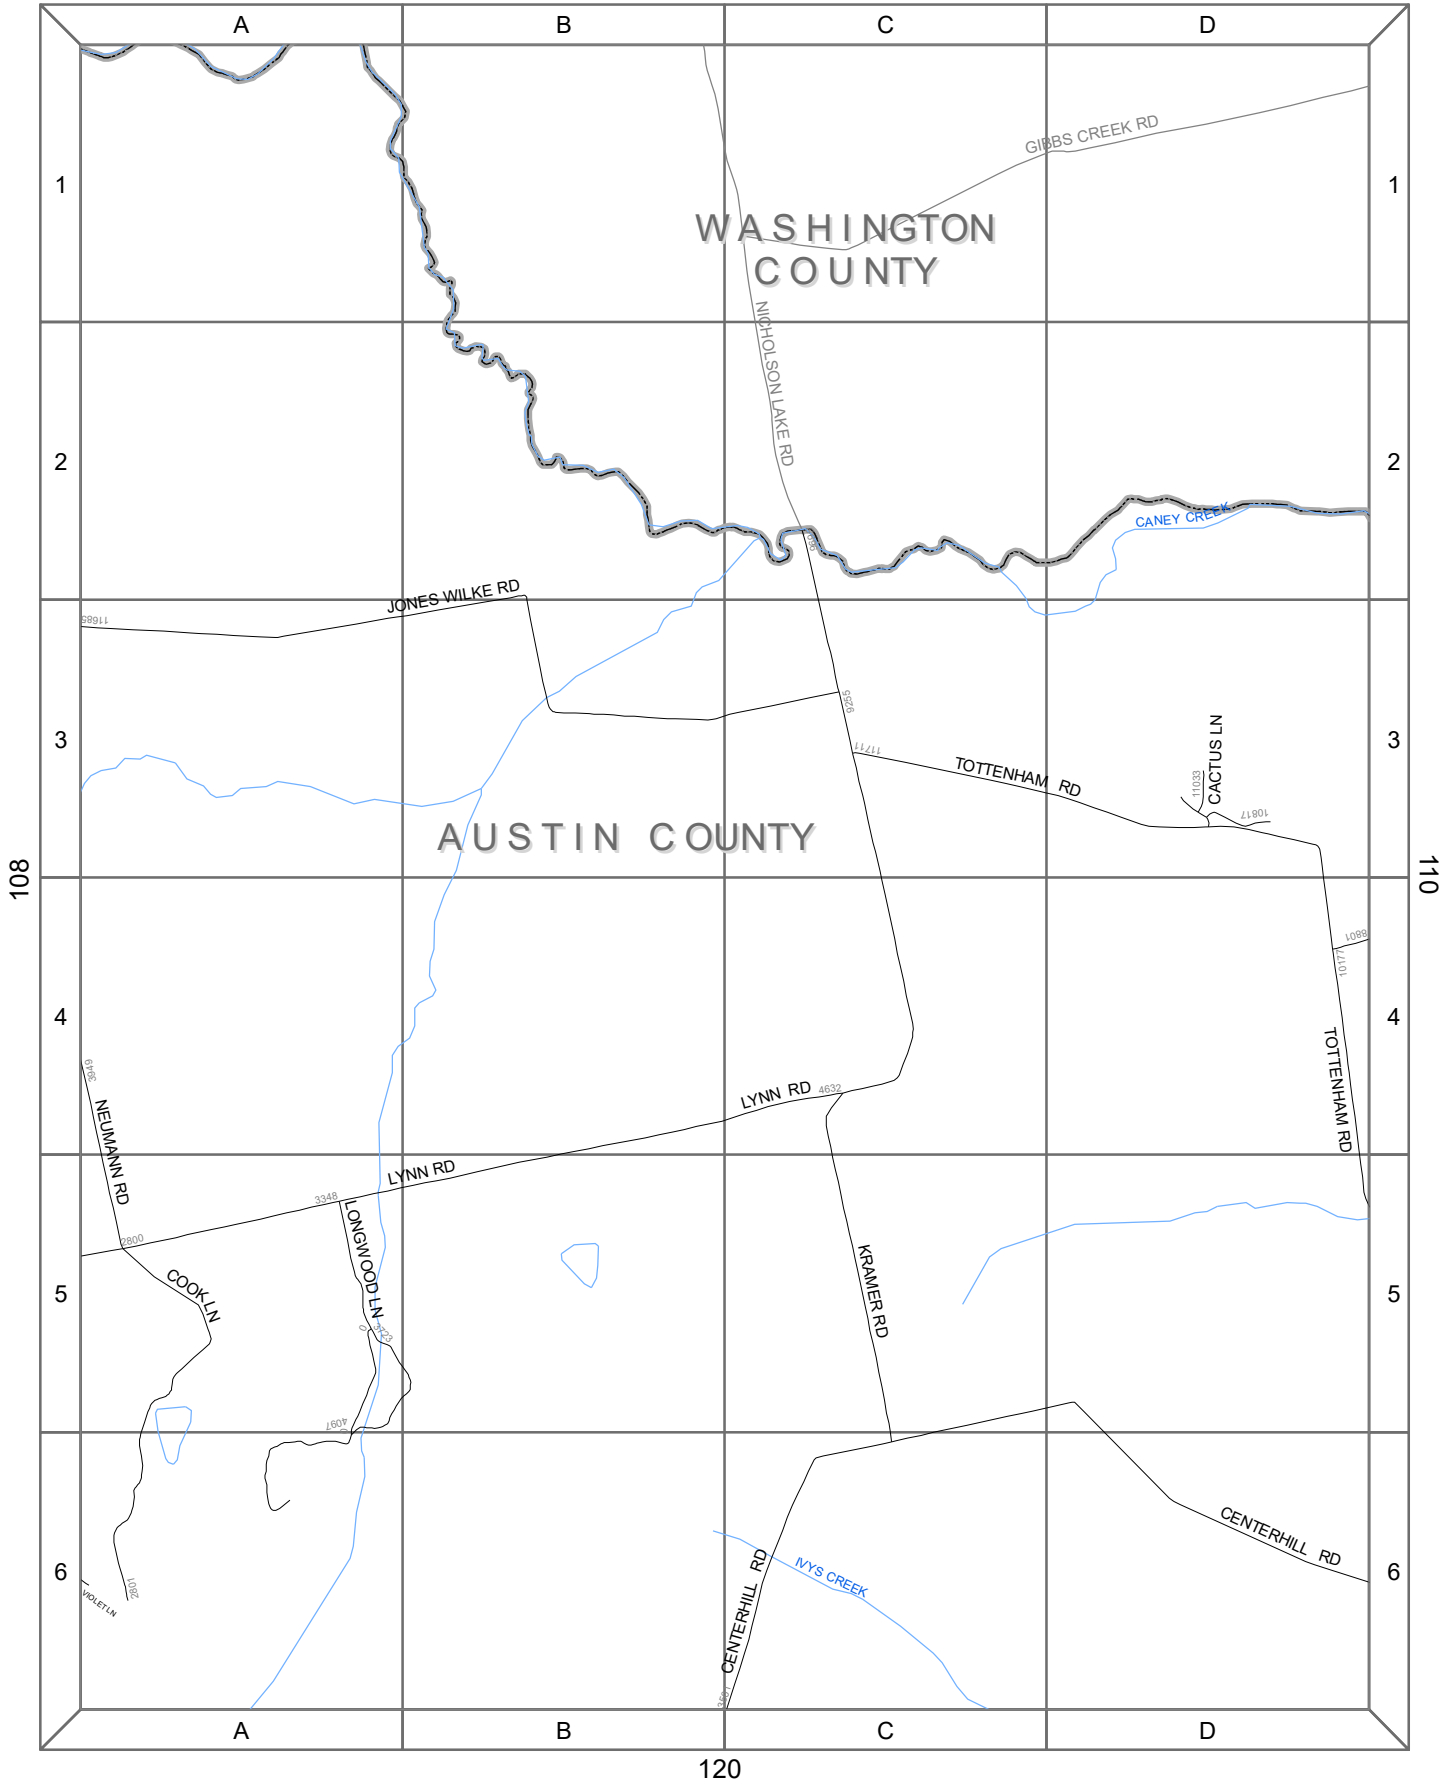 A B C D
1 1
GIBBS CREEK RD
WASHINGTON
COUNTY
NICHOLSON LAKE RD
2 2
CANEY CREEK
JONES WILKE RD
11685
9255
3 3
11711
TOTTENHAM RD
11033
CACTUS LN
10817
AUSTIN COUNTY
108
110
8801
10177
4 4
3949
TOTTENHAM RD
LYNN RD 4632
NEUMANN RD
LYNN RD
3348
LONGWOOD LN
2800
COOK LN
KRAMER RD
5 5
0
3723
4097
CENTERHILL RD
CENTERHILL RD
IVYS CREEK
6 6
2801
VIOLET LN
A B C D
120